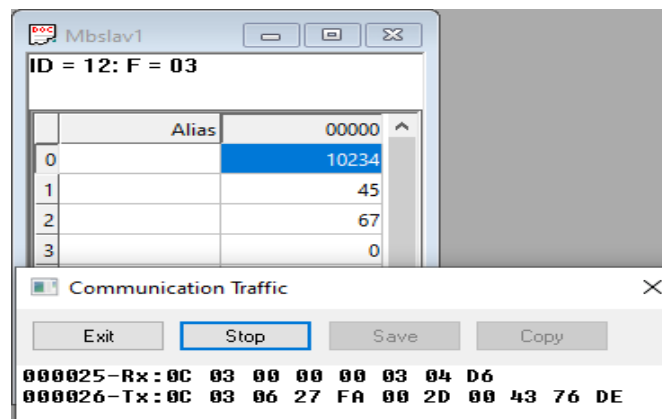 Mbslav1
ID = 12: F = 03
Alias 00000
0 10234
1 45
2 67
3 0
Communication Traffic
Exit Stop Save Copy
000025-Rx:0C 03 00 00 00 03 04 D6
000026-Tx:0C 03 06 27 FA 00 2D 00 43 76 DE